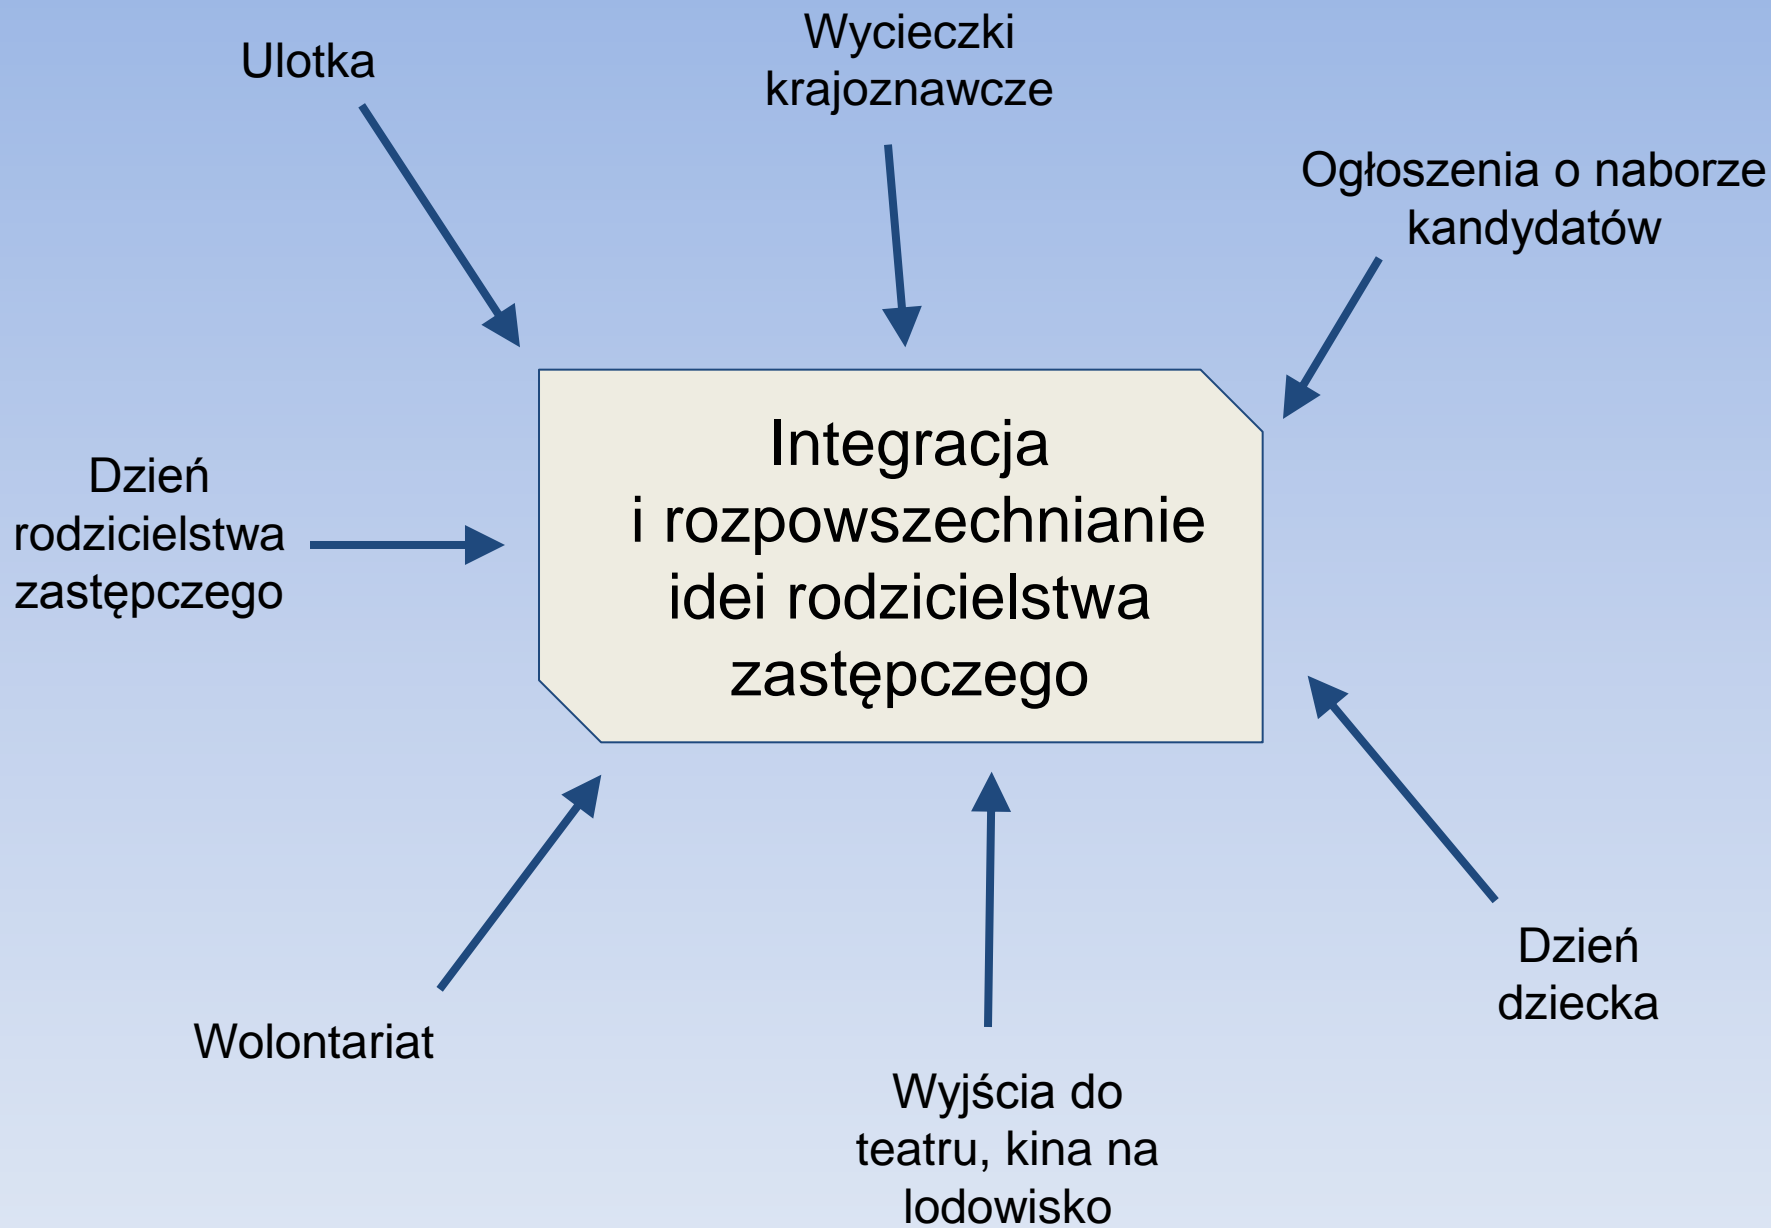 Ulotka
Wycieczki
krajoznawcze
Ogłoszenia o naborze
kandydatów
Integracja
i rozpowszechnianie
idei rodzicielstwa
zastępczego
Dzień
rodzicielstwa
zastępczego
Dzień
dziecka
Wolontariat
Wyjścia do
teatru, kina na
lodowisko